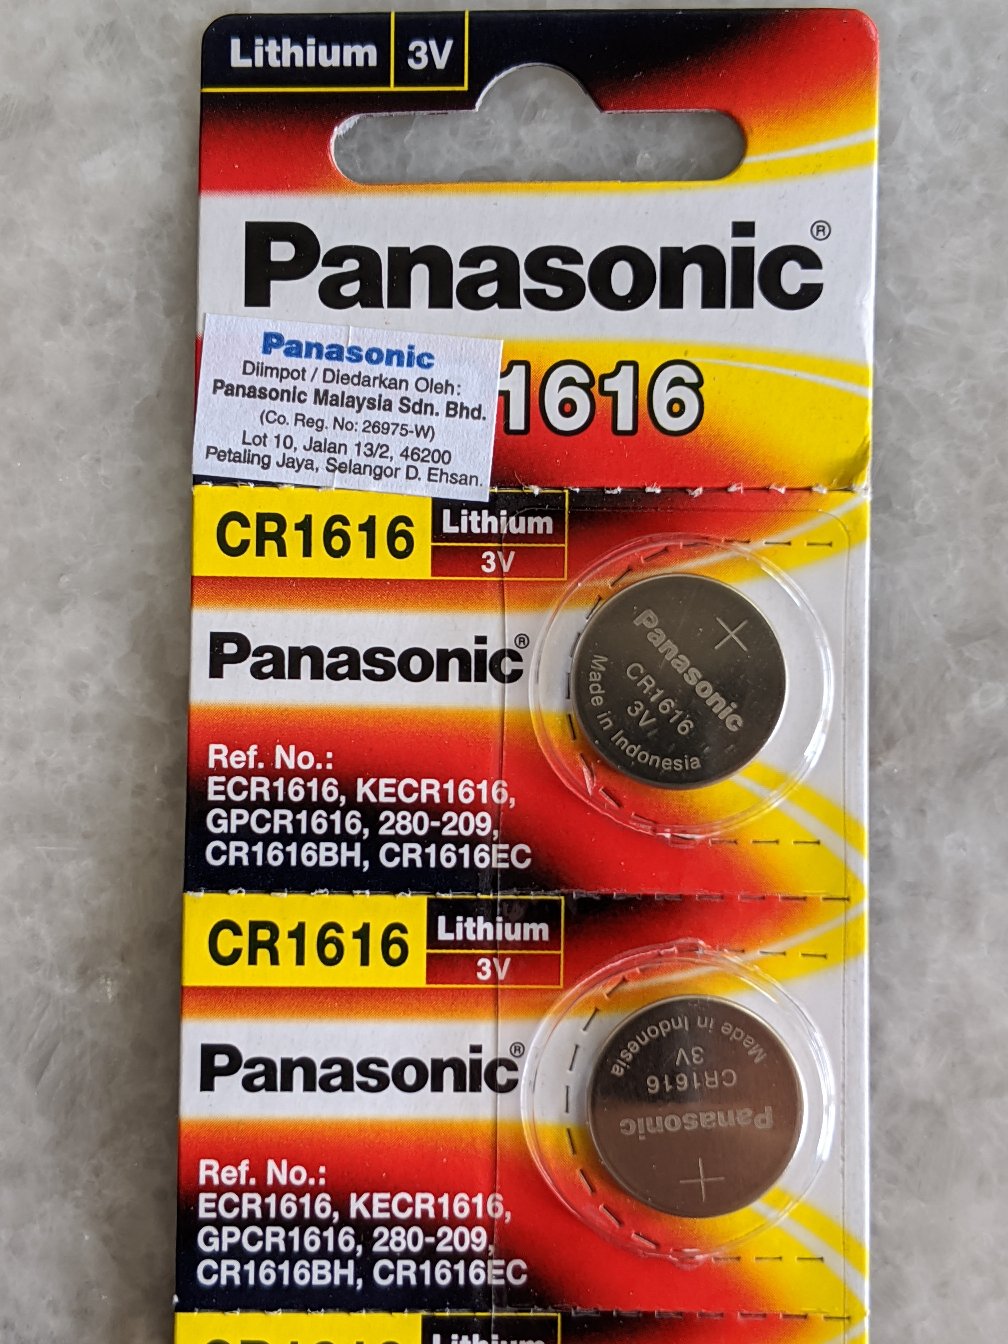 Lithium 3V
Panasonic®
Panasonic
Diimpot / Diedarkan Oleh:
Panasonic Malaysia Sdn. Bhd.
(Co. Reg. No: 26975-W)
Lot 10, Jalan 13/2, 46200
Petaling Jaya, Selangor D. Ehsan.
1616
CR1616
Lithium
3V
Panasonic®
Ref. No.:
ECR1616, KECR1616,
GPCR1616, 280-209,
CR1616BH, CR1616EC
+
Panasonic
CR1616
3V
Made in Indonesia
CR1616
Lithium
3V
Panasonic®
Ref. No.:
ECR1616, KECR1616,
GPCR1616, 280-209,
CR1616BH, CR1616EC
+
Panasonic
CR1616
3V
Made in Indonesia
CR1616
Lithium